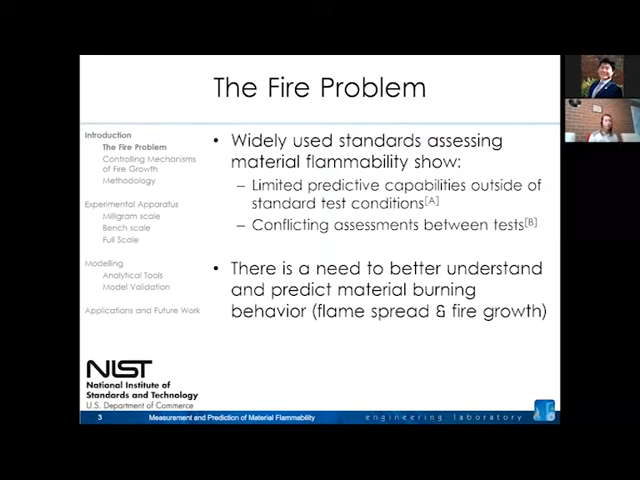 The Fire Problem
Introduction
The Fire Problem
Controlling Mechanisms
of Fire Growth
Methodology
Experimental Apparatus
Milligram scale
Bench scale
Full Scale
Modelling
Analytical Tools
Model Validation
Applications and Future Work
• Widely used standards assessing
material flammability show:
– Limited predictive capabilities outside of
standard test conditions[A]
– Conflicting assessments between tests[B]
• There is a need to better understand
and predict material burning
behavior (flame spread & fire growth)
NIST
National Institute of
Standards and Technology
U.S. Department of Commerce
3 Measurement and Prediction of Material Flammability engineering laboratory